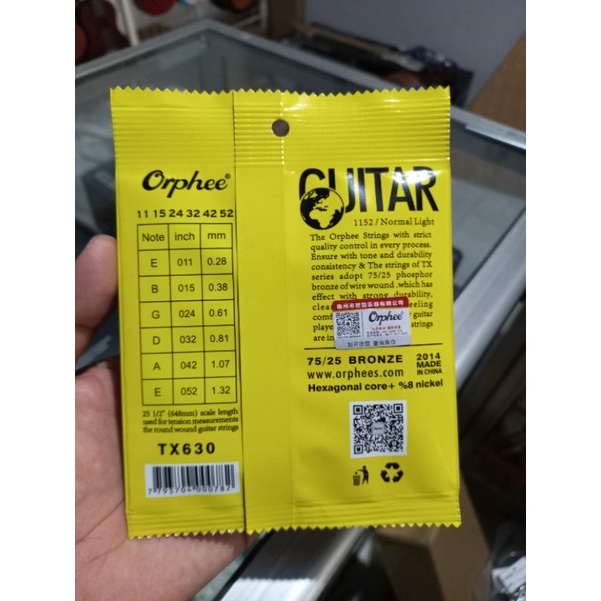 Orphee®
11 15 24 32 42 52
Note inch mm
E 011 0.28
B 015 0.38
G 024 0.61
D 032 0.81
A 042 1.07
E 052 1.32
25 1/2" (648mm) scale length
used for tension measurements
the round wound guitar strings
TX630
7 793704 000782
GUITAR
1152 / Normal Light
The Orphee Strings with strict
quality control in every process.
Ensure with tone and durability
consistency & The strings of TX
series adopt 75/25 phosphor
bronze of wire wound .which has
effect with strong durability,
Orphee
75/25 BRONZE
2014
MADE
IN CHINA
www.orphees.com
Hexagonal core+ %8 nickel